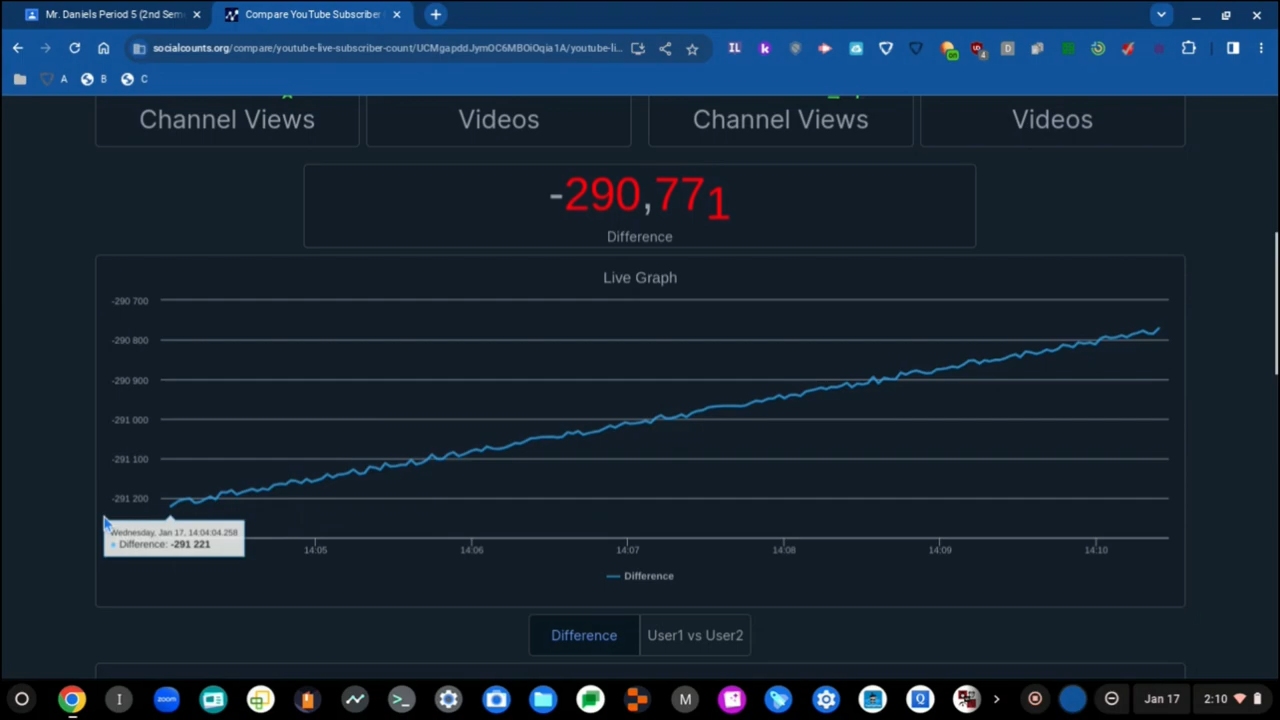 Mr. Daniels Period 5 (2nd Sem
Compare YouTube Subscriber
socialcounts.org/compare/youtube-live-subscriber-count/UCMgapddJymOC6MBOi0qia1A/youtube-li...
A B C
Channel Views Videos Channel Views Videos
-290,771
Difference
Live Graph
-290 700
-290 800
-290 900
-291 000
-291 100
-291 200
Wednesday, Jan 17, 14:04:04.258
Difference: -291 221
14:05 14:06 14:07 14:08 14:09 14:10
Difference
Difference User1 vs User2
zoom M Q Jan 17 2:10